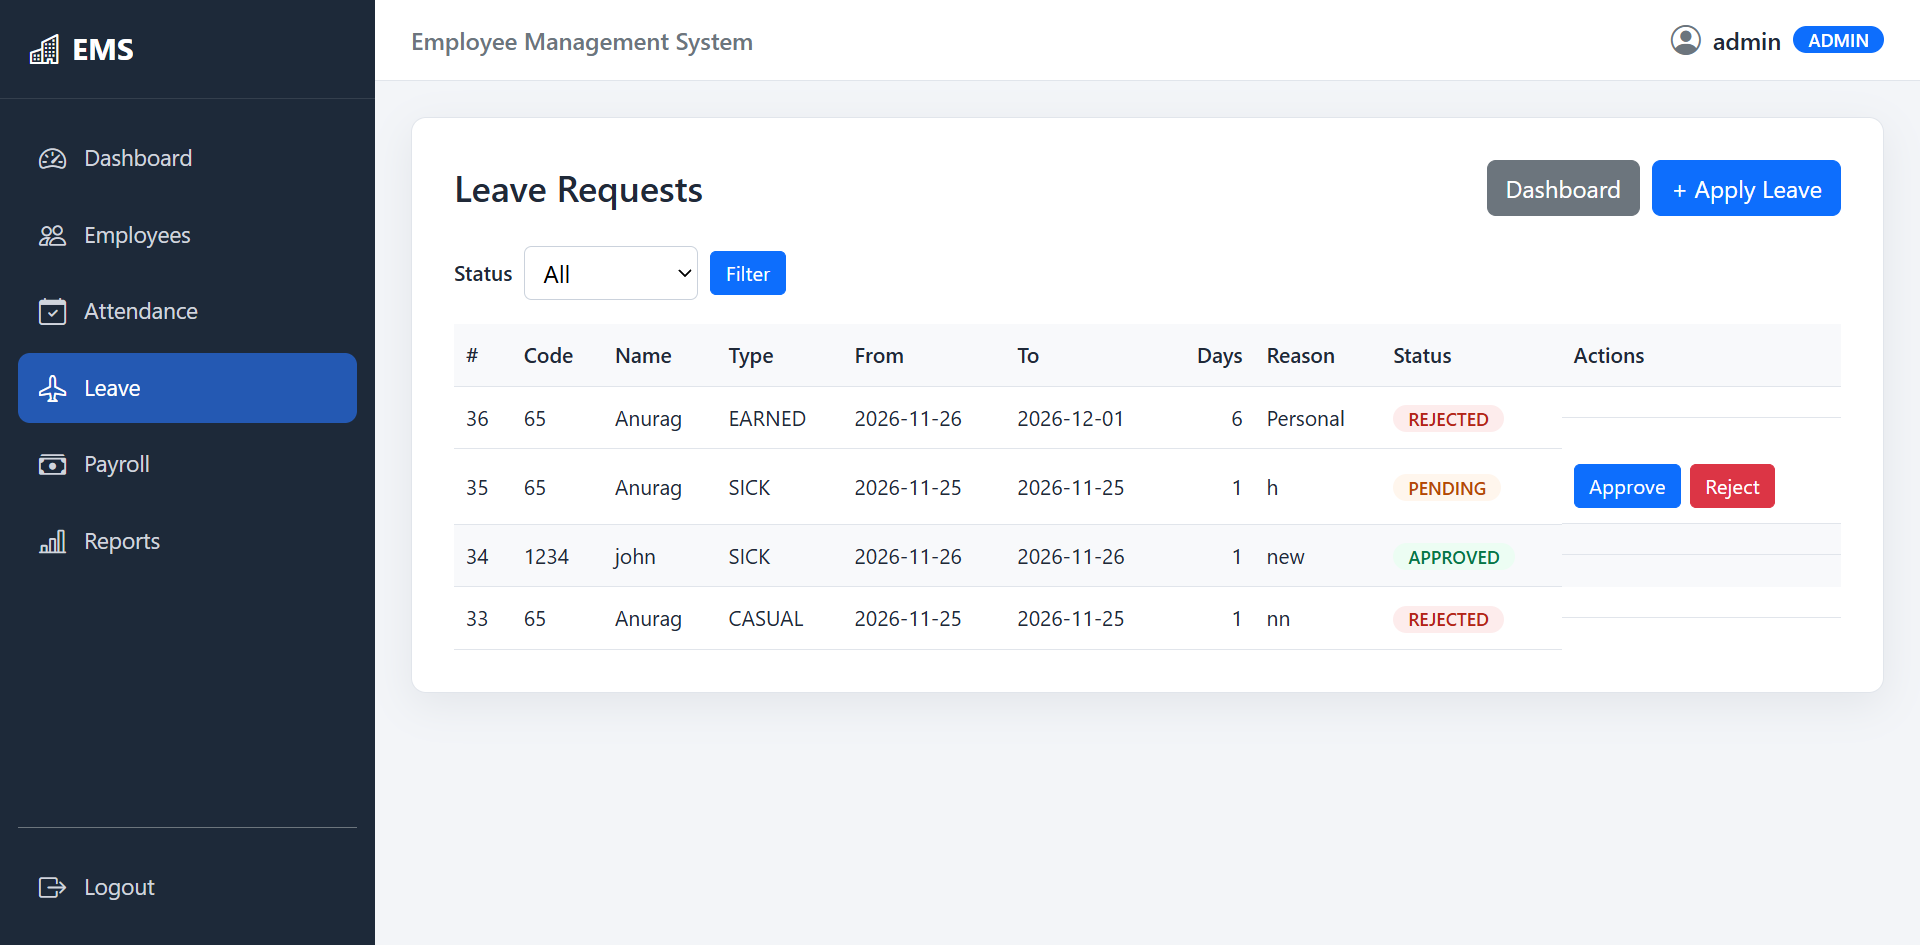 EMS
Employee Management System
admin ADMIN
Dashboard
Employees
Attendance
Leave
Payroll
Reports
Logout
Leave Requests
Dashboard + Apply Leave
Status All Filter
# Code Name Type From To Days Reason Status Actions
36 65 Anurag EARNED 2026-11-26 2026-12-01 6 Personal REJECTED
35 65 Anurag SICK 2026-11-25 2026-11-25 1 h PENDING Approve Reject
34 1234 john SICK 2026-11-26 2026-11-26 1 new APPROVED
33 65 Anurag CASUAL 2026-11-25 2026-11-25 1 nn REJECTED